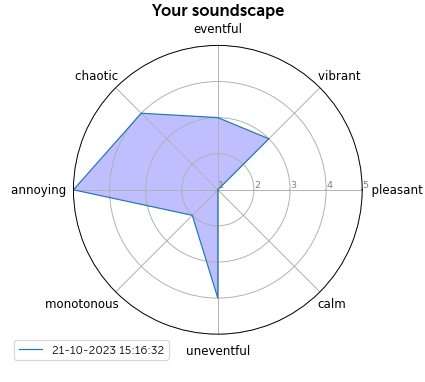 Your soundscape
eventful
chaotic
vibrant
annoying
1
2
3
4
5
pleasant
monotonous
calm
21-10-2023 15:16:32
uneventful